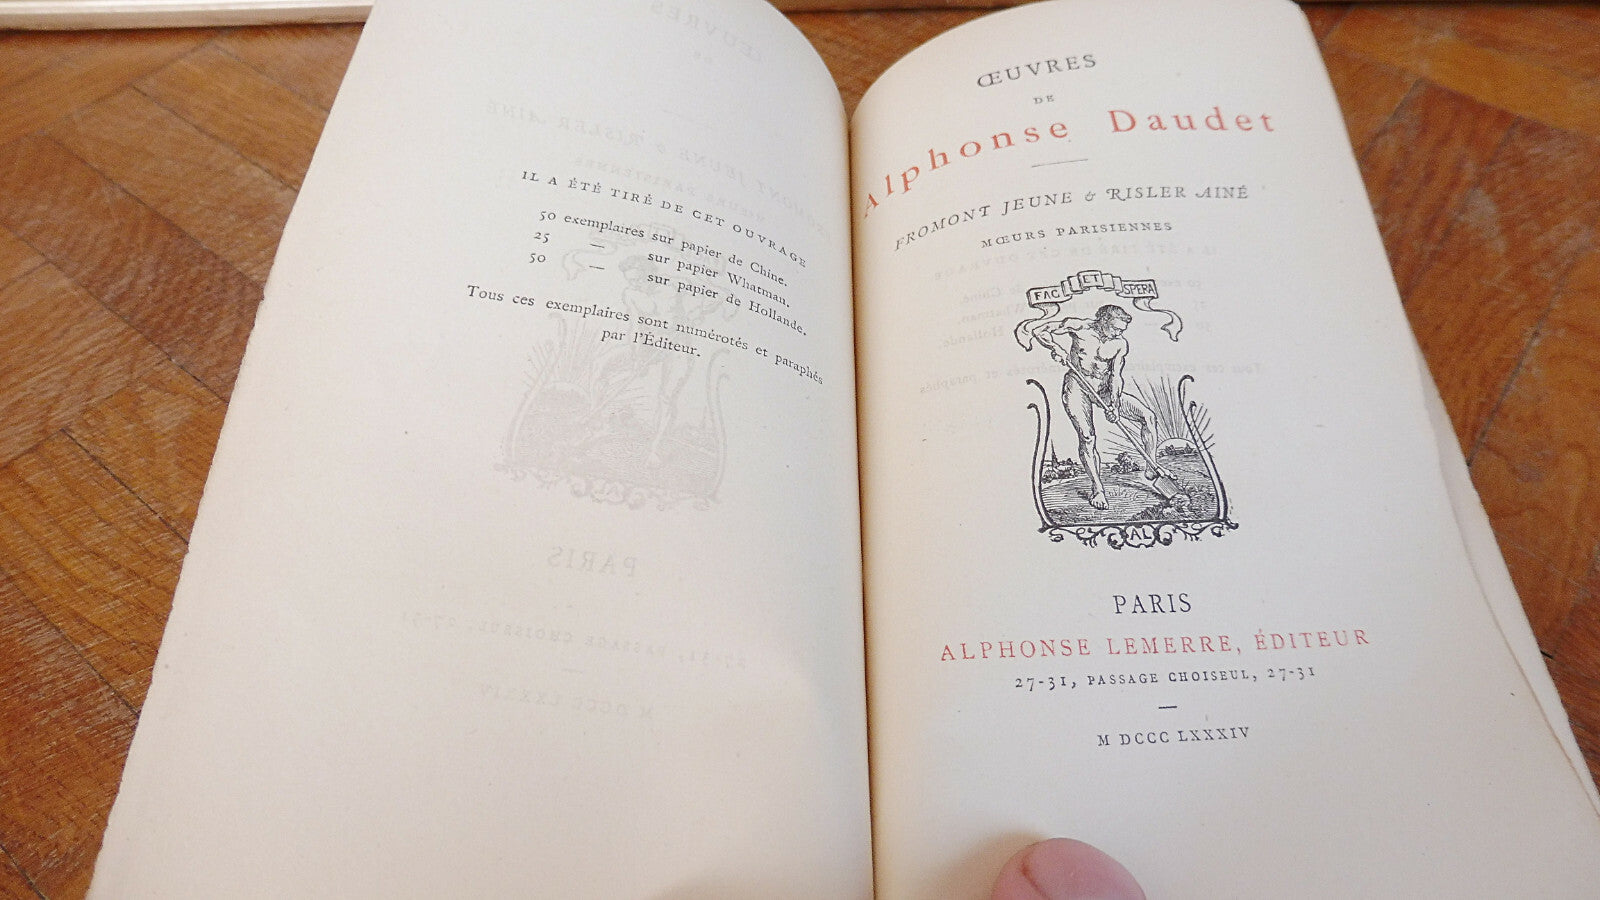 IL A ÉTÉ TIRÉ DE CET OUVRAGE
50 exemplaires sur papier de Chine.
25 — sur papier Whatman.
50 — sur papier de Hollande.
Tous ces exemplaires sont numérotés et paraphés
par l'Éditeur.
ŒUVRES
DE
Alphonse Daudet
FROMONT JEUNE & RISLER AINÉ
MŒURS PARISIENNES
FAC ET SPERA
AL
PARIS
ALPHONSE LEMERRE, ÉDITEUR
27-31, PASSAGE CHOISEUL, 27-31
—
M DCCC LXXXIV